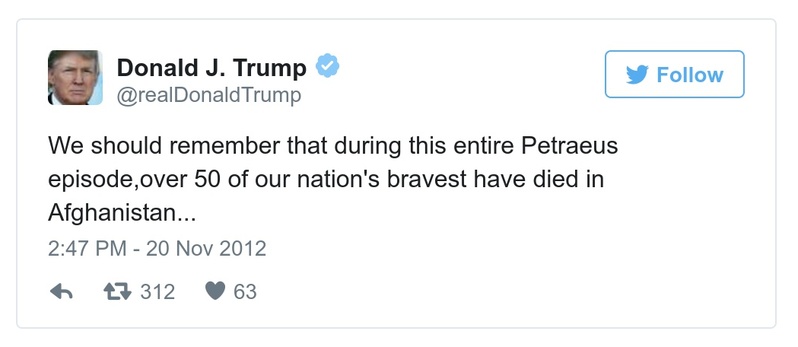 Donald J. Trump
@realDonaldTrump
Follow
We should remember that during this entire Petraeus
episode,over 50 of our nation's bravest have died in
Afghanistan...
2:47 PM - 20 Nov 2012
312 63